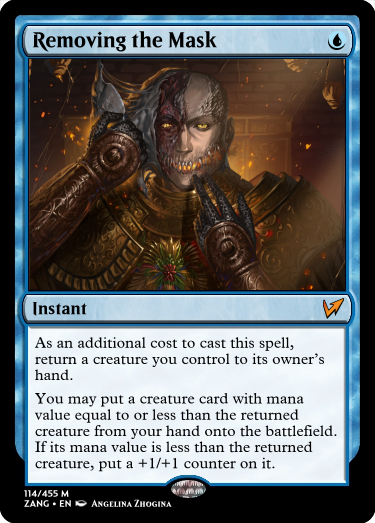 Removing the Mask
Instant
As an additional cost to cast this spell,
return a creature you control to its owner's
hand.
You may put a creature card with mana
value equal to or less than the returned
creature from your hand onto the battlefield.
If its mana value is less than the returned
creature, put a +1/+1 counter on it.
114/455 M
ZANG • EN Angelina Zhogina